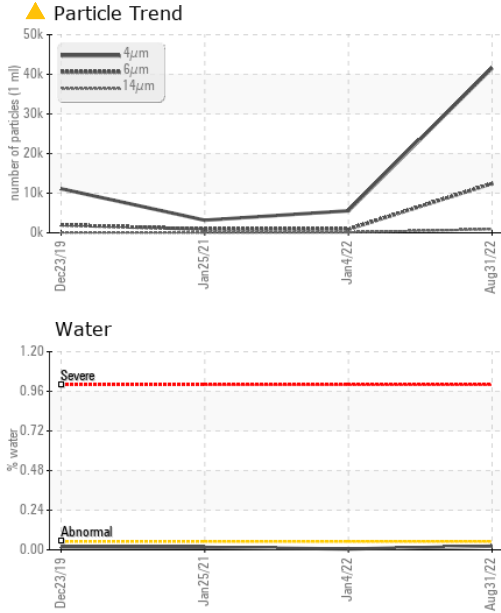 Particle Trend
50k
40k
30k
20k
10k
0k
number of particles (1 ml)
4µm
6µm
14µm
Dec23/19
Jan25/21
Jan4/22
Aug31/22
Water
1.20
0.96
0.72
0.48
0.24
0.00
% water
Severe
Abnormal
Dec23/19
Jan25/21
Jan4/22
Aug31/22